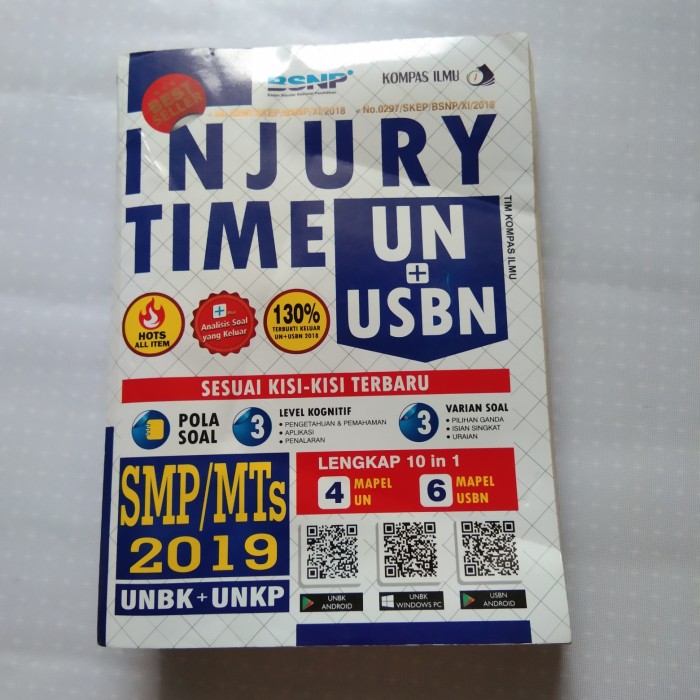 BEST SELLER
BSNP
KOMPAS ILMU
No.0297/SKEP/BSNP/XI/2018
INJURY
TIME
UN
+
USBN
TIM KOMPAS ILMU
HOTS
ALL ITEM
Analisis Soal
yang Keluar
130%
TERBUKTI KELUAR
UN+USBN 2018
SESUAI KISI-KISI TERBARU
POLA
SOAL
3
LEVEL KOGNITIF
• PENGETAHUAN & PEMAHAMAN
• APLIKASI
• PENALARAN
3
VARIAN SOAL
• PILIHAN GANDA
• ISIAN SINGKAT
• URAIAN
SMP/MTs
2019
UNBK + UNKP
LENGKAP 10 in 1
4 MAPEL
UN
6 MAPEL
USBN
UNBK
ANDROID
UNBK
WINDOWS PC
USBN
ANDROID